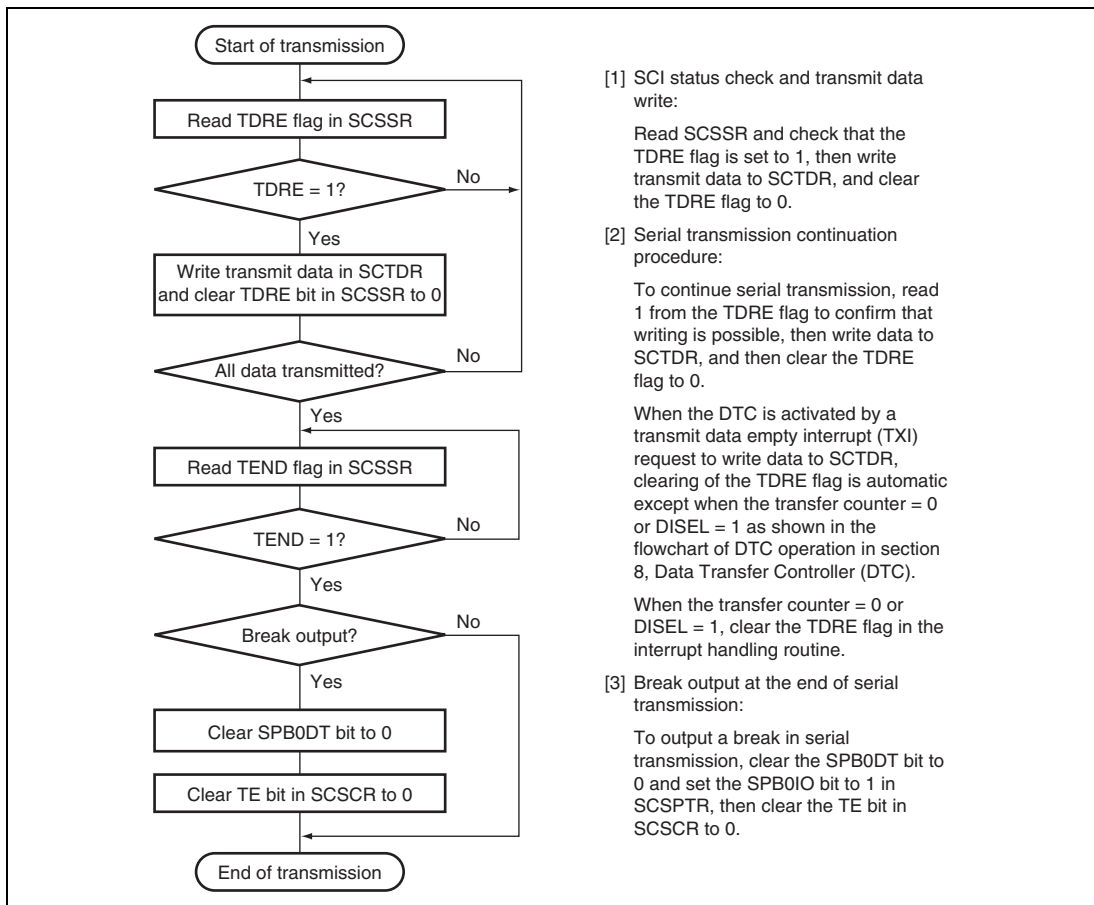 Start of transmission
Read TDRE flag in SCSSR
TDRE = 1?
No
Yes
Write transmit data in SCTDR
and clear TDRE bit in SCSSR to 0
All data transmitted?
No
Yes
Read TEND flag in SCSSR
TEND = 1?
No
Yes
Break output?
No
Yes
Clear SPB0DT bit to 0
Clear TE bit in SCSCR to 0
End of transmission
[1] SCI status check and transmit data
write:
Read SCSSR and check that the
TDRE flag is set to 1, then write
transmit data to SCTDR, and clear
the TDRE flag to 0.
[2] Serial transmission continuation
procedure:
To continue serial transmission, read
1 from the TDRE flag to confirm that
writing is possible, then write data to
SCTDR, and then clear the TDRE
flag to 0.
When the DTC is activated by a
transmit data empty interrupt (TXI)
request to write data to SCTDR,
clearing of the TDRE flag is automatic
except when the transfer counter = 0
or DISEL = 1 as shown in the
flowchart of DTC operation in section
8, Data Transfer Controller (DTC).
When the transfer counter = 0 or
DISEL = 1, clear the TDRE flag in the
interrupt handling routine.
[3] Break output at the end of serial
transmission:
To output a break in serial
transmission, clear the SPB0DT bit to
0 and set the SPB0IO bit to 1 in
SCSPTR, then clear the TE bit in
SCSCR to 0.